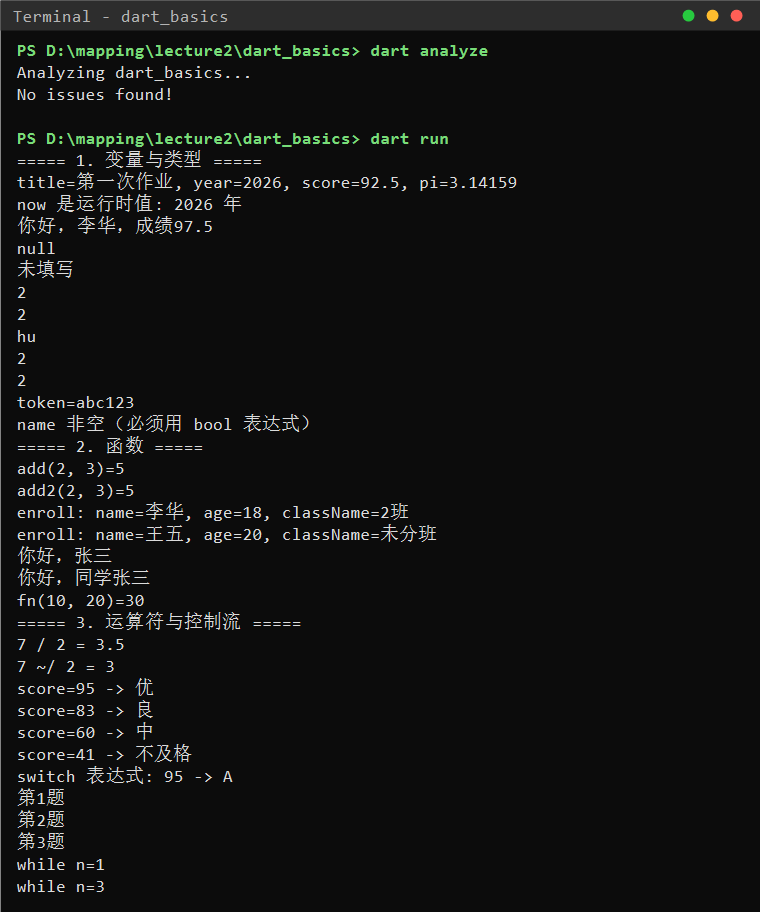 Terminal - dart_basics
PS D:\mapping\lecture2\dart_basics> dart analyze
Analyzing dart_basics...
No issues found!
PS D:\mapping\lecture2\dart_basics> dart run
===== 1. 变量与类型 =====
title=第一次作业, year=2026, score=92.5, pi=3.14159
now 是运行时值: 2026 年
你好，李华，成绩97.5
null
未填写
2
2
hu
2
2
token=abc123
name 非空（必须用 bool 表达式）
===== 2. 函数 =====
add(2, 3)=5
add2(2, 3)=5
enroll: name=李华, age=18, className=2班
enroll: name=王五, age=20, className=未分班
你好，张三
你好，同学张三
fn(10, 20)=30
===== 3. 运算符与控制流 =====
7 / 2 = 3.5
7 ~/ 2 = 3
score=95 -> 优
score=83 -> 良
score=60 -> 中
score=41 -> 不及格
switch 表达式: 95 -> A
第1题
第2题
第3题
while n=1
while n=3